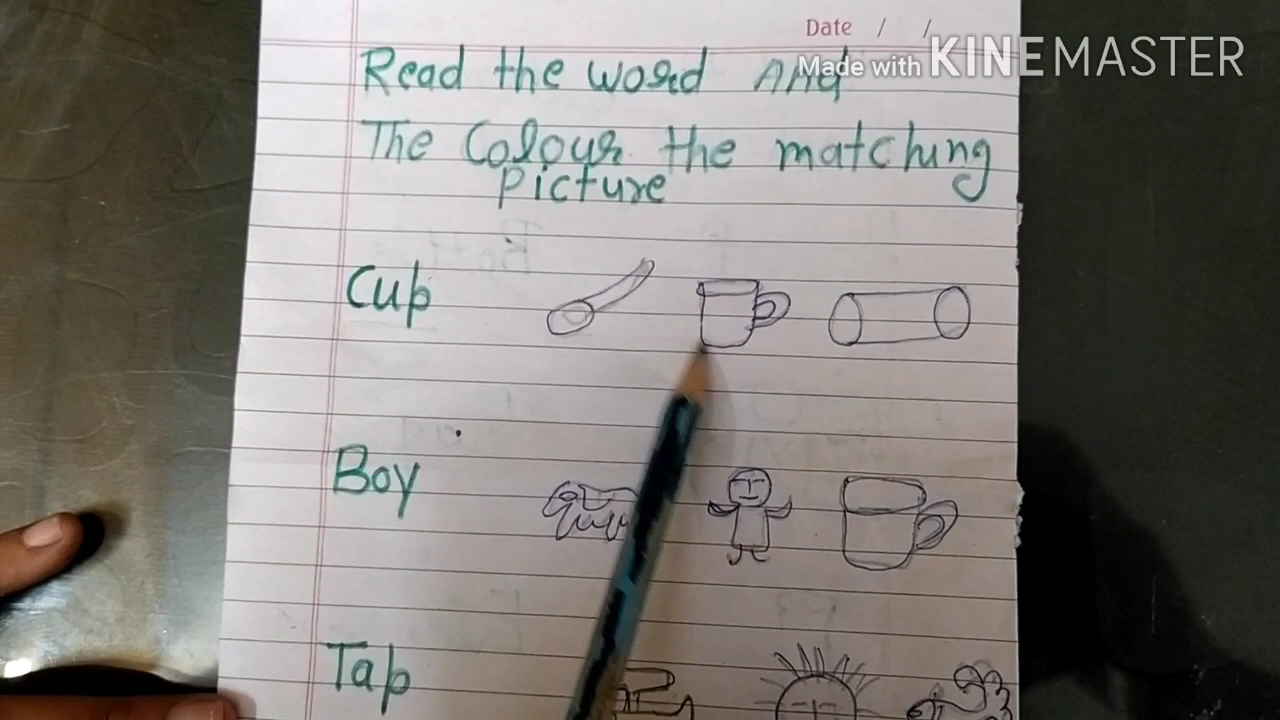 Date / /
Made with KINEMASTER
Read the word And
The Colour the matching
Picture
Cup
Boy
Tap